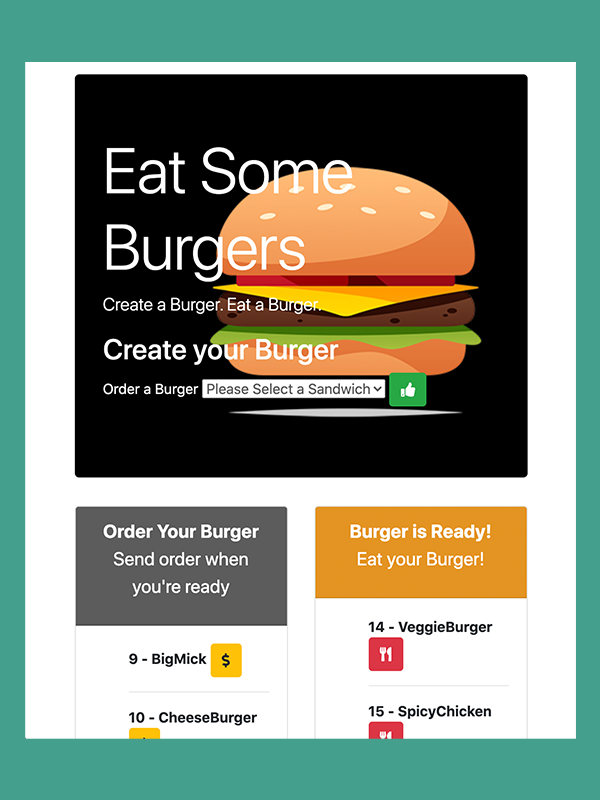 Eat Some
Burgers
Create a Burger. Eat a Burger.
Create your Burger
Order a Burger Please Select a Sandwich
Order Your Burger
Send order when
you're ready
9 - BigMick $
10 - CheeseBurger
Burger is Ready!
Eat your Burger!
14 - VeggieBurger
15 - SpicyChicken